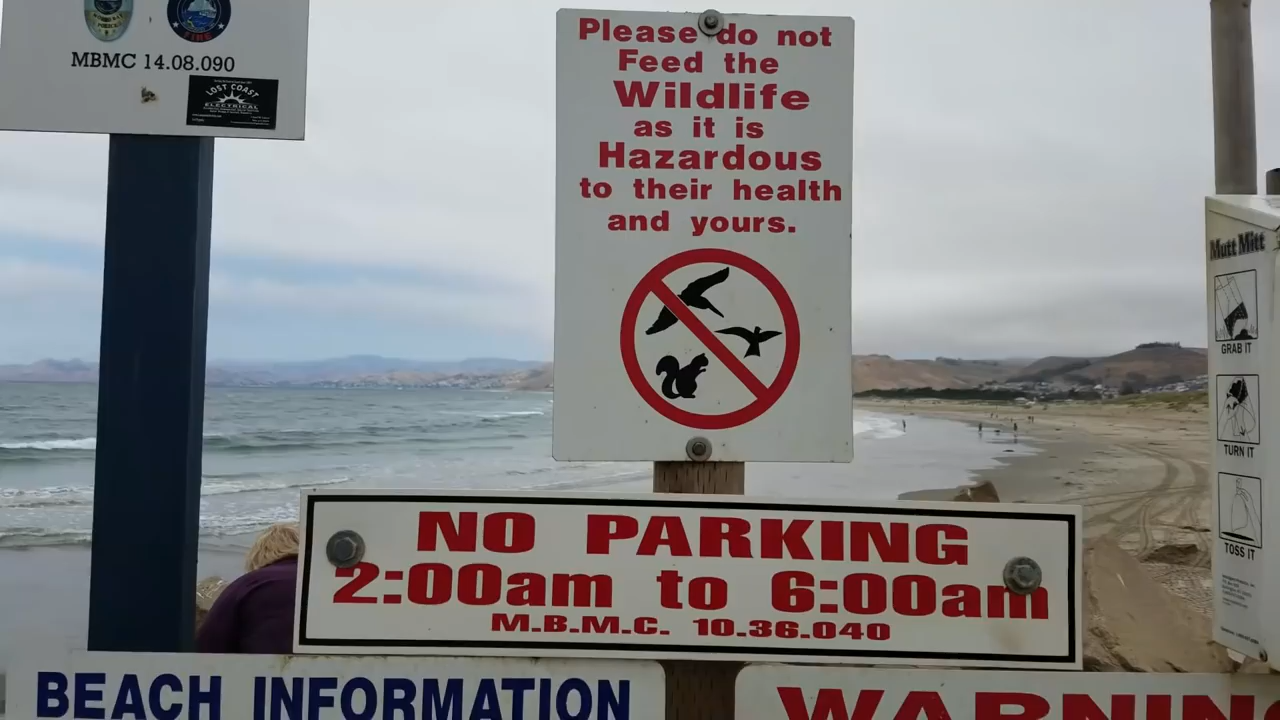 FIRE
MBMC 14.08.090
LOST COAST
ELECTRICAL
Please do not
Feed the
Wildlife
as it is
Hazardous
to their health
and yours.
NO PARKING
2:00am to 6:00am
M.B.M.C. 10.36.040
BEACH INFORMATION
WARNING
Mutt Mitt
GRAB IT
TURN IT
TOSS IT